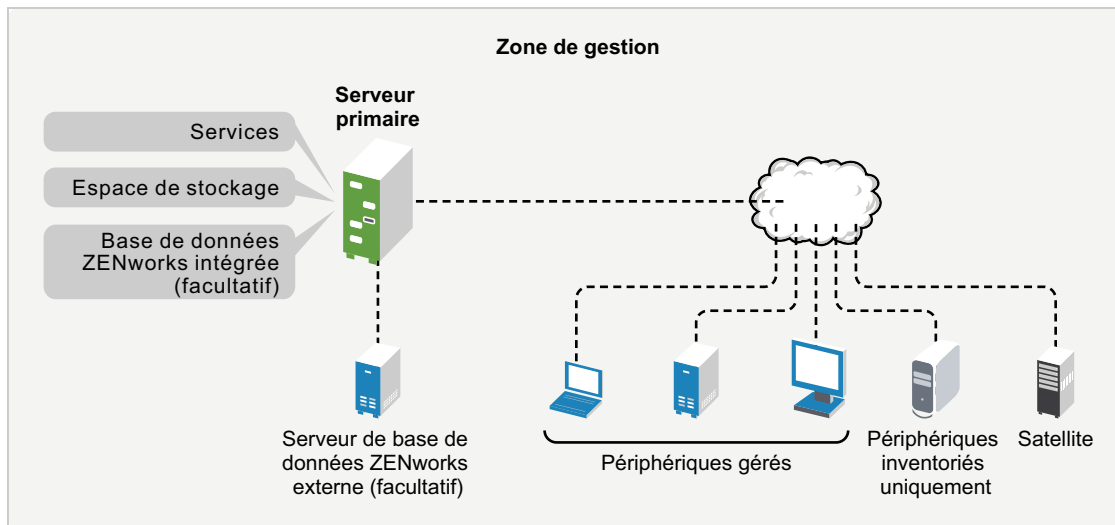 Zone de gestion
Serveur
primaire
Services
Espace de stockage
Base de données
ZENworks intégrée
(facultatif)
Serveur de base de
données ZENworks
externe (facultatif)
Périphériques gérés
Périphériques
inventoriés
uniquement
Satellite